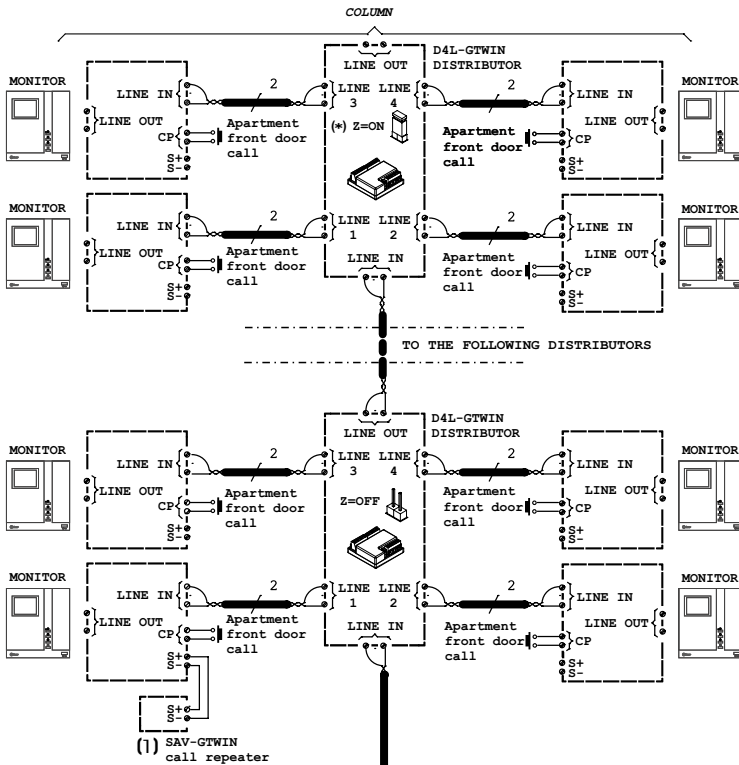 COLUMN
D4L-GTWIN
DISTRIBUTOR
LINE OUT
MONITOR
LINE IN
LINE OUT
CP
S+
S-
2
Apartment
front door
call
LINE LINE
3 4
(*) Z=ON
2
Apartment
front door
call
LINE IN
LINE OUT
CP
S+
S-
MONITOR
MONITOR
LINE IN
LINE OUT
CP
S+
S-
2
Apartment
front door
call
LINE LINE
1 2
LINE IN
2
Apartment
front door
call
LINE IN
LINE OUT
CP
S+
S-
MONITOR
TO THE FOLLOWING DISTRIBUTORS
D4L-GTWIN
DISTRIBUTOR
LINE OUT
MONITOR
LINE IN
LINE OUT
CP
S+
S-
2
Apartment
front door
call
LINE LINE
3 4
Z=OFF
2
Apartment
front door
call
LINE IN
LINE OUT
CP
S+
S-
MONITOR
MONITOR
LINE IN
LINE OUT
CP
S+
S-
2
Apartment
front door
call
LINE LINE
1 2
LINE IN
2
Apartment
front door
call
LINE IN
LINE OUT
CP
S+
S-
MONITOR
S+
S-
(1) SAV-GTWIN
call repeater